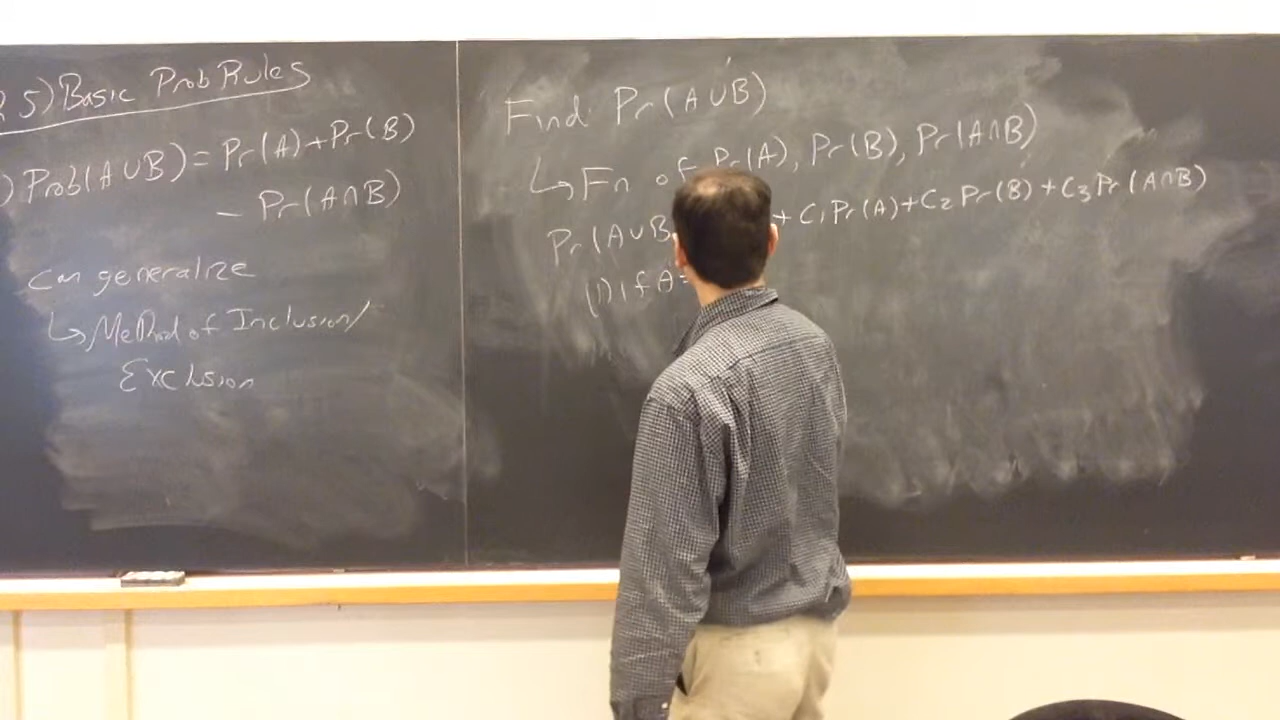 5) Basic Prob Rules
) Prob(A∪B) = Pr(A)+Pr(B)
- Pr(A∩B)
Can generalize
↳ Method of Inclusion/
Exclusion
Find Pr(A∪B)
↳ Fn of Pr(A), Pr(B), Pr(A∩B)
Pr(A∪B + C₁Pr(A)+C₂Pr(B)+C₃Pr(A∩B)
(1) If A=